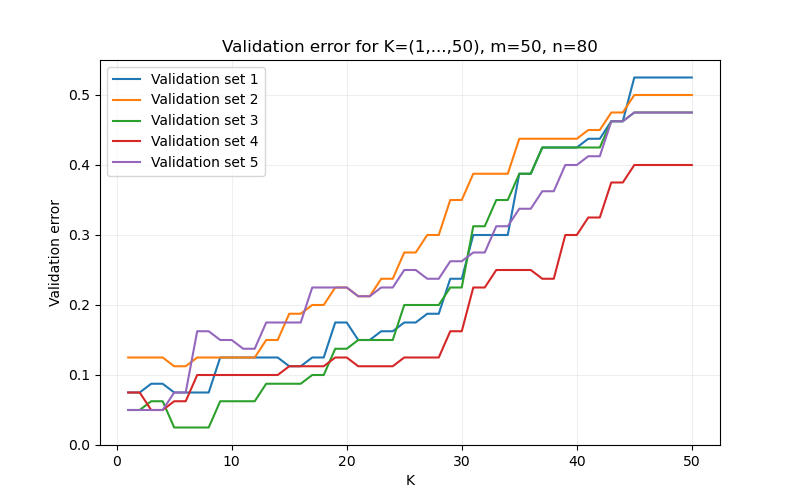 Validation error for K=(1,...,50), m=50, n=80
Validation set 1
Validation set 2
Validation set 3
Validation set 4
Validation set 5
Validation error
0.5
0.4
0.3
0.2
0.1
0.0
0 10 20 30 40 50
K